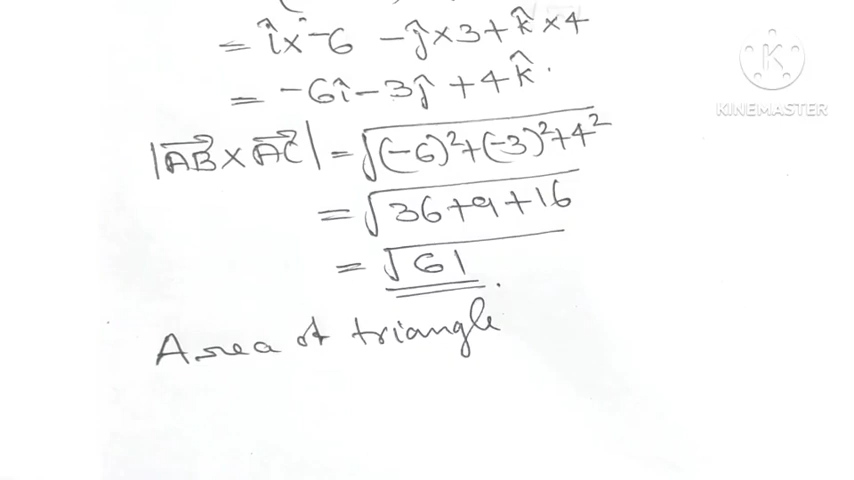 = î × -6 - ĵ × 3 + k̂ × 4
= -6î - 3ĵ + 4k̂.
|AB⃗ × AC⃗| = √(-6)² + (-3)² + 4²
= √36 + 9 + 16
= √61.
Area of triangle
K
KINEMASTER